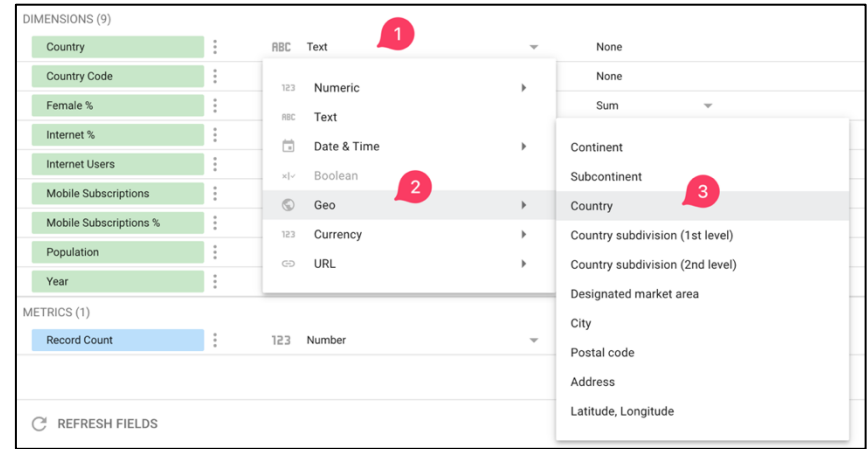 DIMENSIONS (9)
Country
ABC Text
1
None
Country Code
None
Female %
Sum
Internet %
Internet Users
Mobile Subscriptions
Mobile Subscriptions %
Population
Year
123 Numeric
ABC Text
Date & Time
Boolean
2
Geo
123 Currency
URL
Continent
Subcontinent
3
Country
Country subdivision (1st level)
Country subdivision (2nd level)
Designated market area
City
Postal code
Address
Latitude, Longitude
METRICS (1)
Record Count
123 Number
REFRESH FIELDS